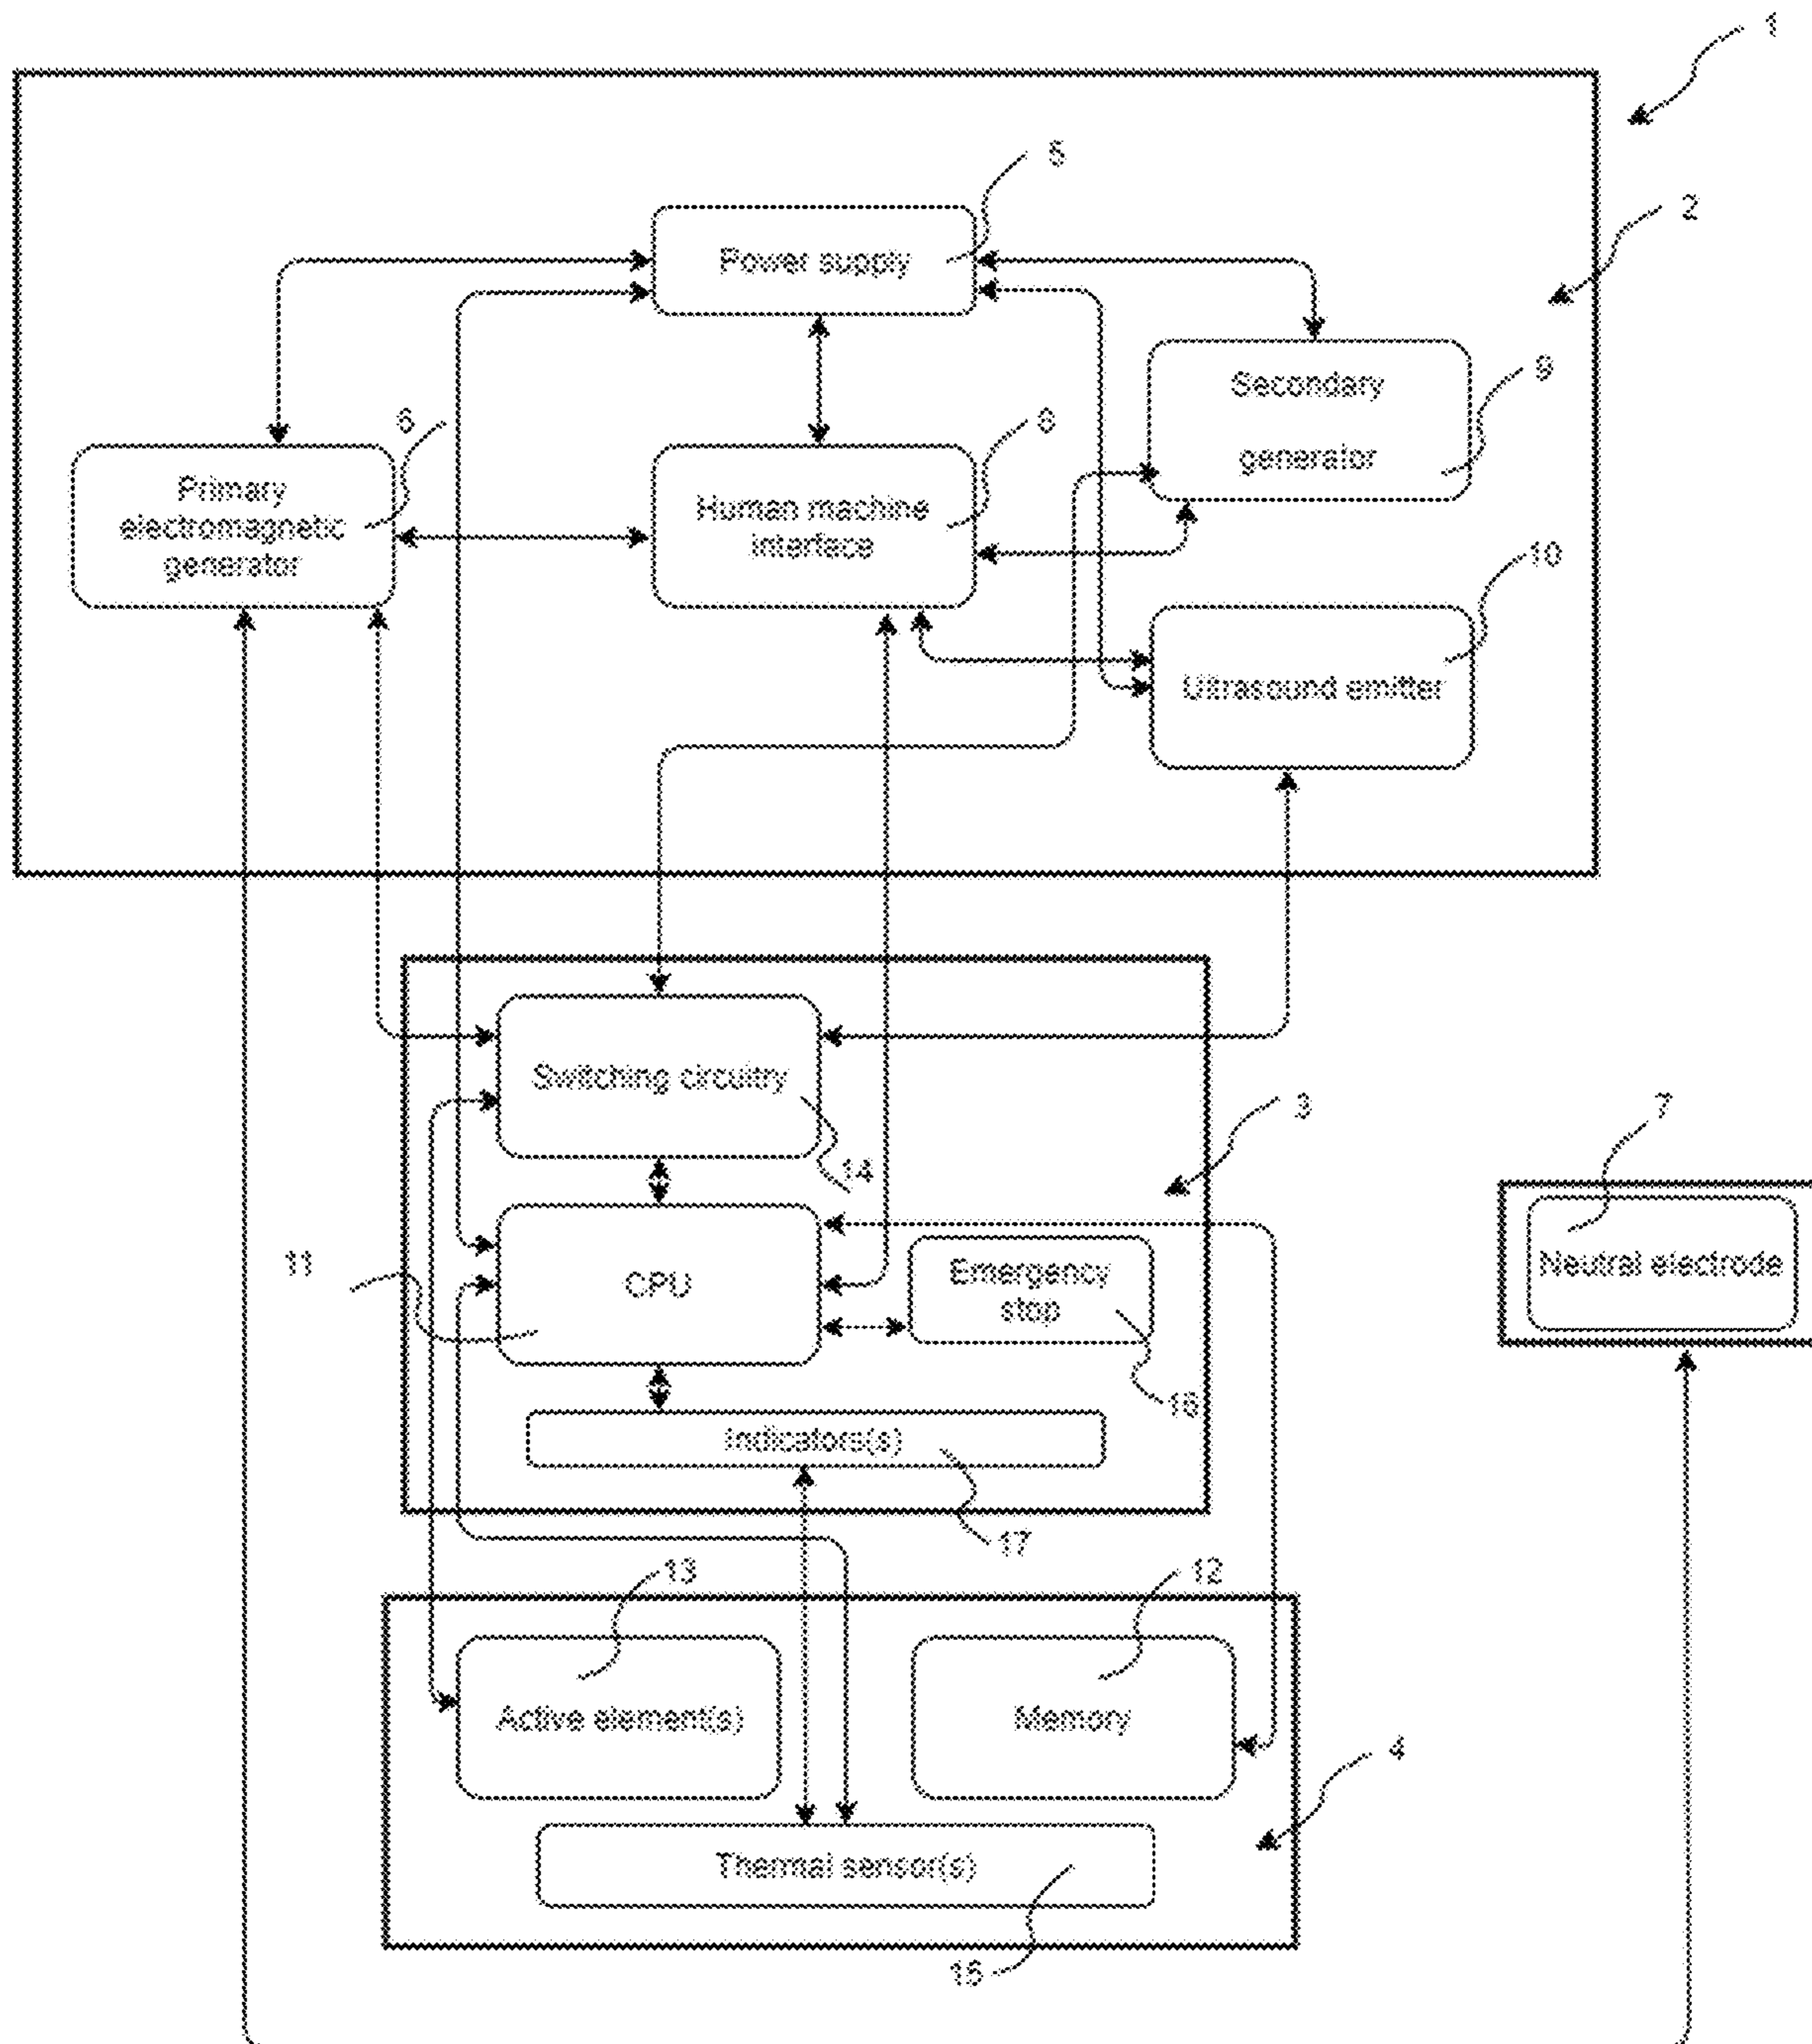 1
2
5
Power supply
9
Secondary
generator
6
8
Primary
electromagnetic
generator
Human machine
interface
10
Ultrasound emitter
Switching circuitry
14
3
7
11
CPU
Emergency
stop
Neutral electrode
16
Indicators(s)
17
13
12
Active element(s)
Memory
4
Thermal sensor(s)
15